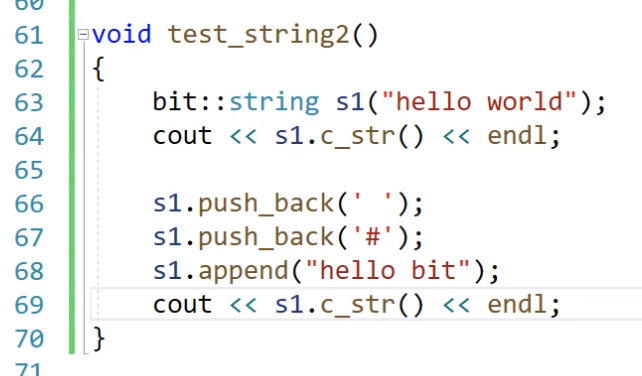 60
61 void test_string2()
62 {
63 bit::string s1("hello world");
64 cout << s1.c_str() << endl;
65
66 s1.push_back(' ');
67 s1.push_back('#');
68 s1.append("hello bit");
69 cout << s1.c_str() << endl;
70 }
71